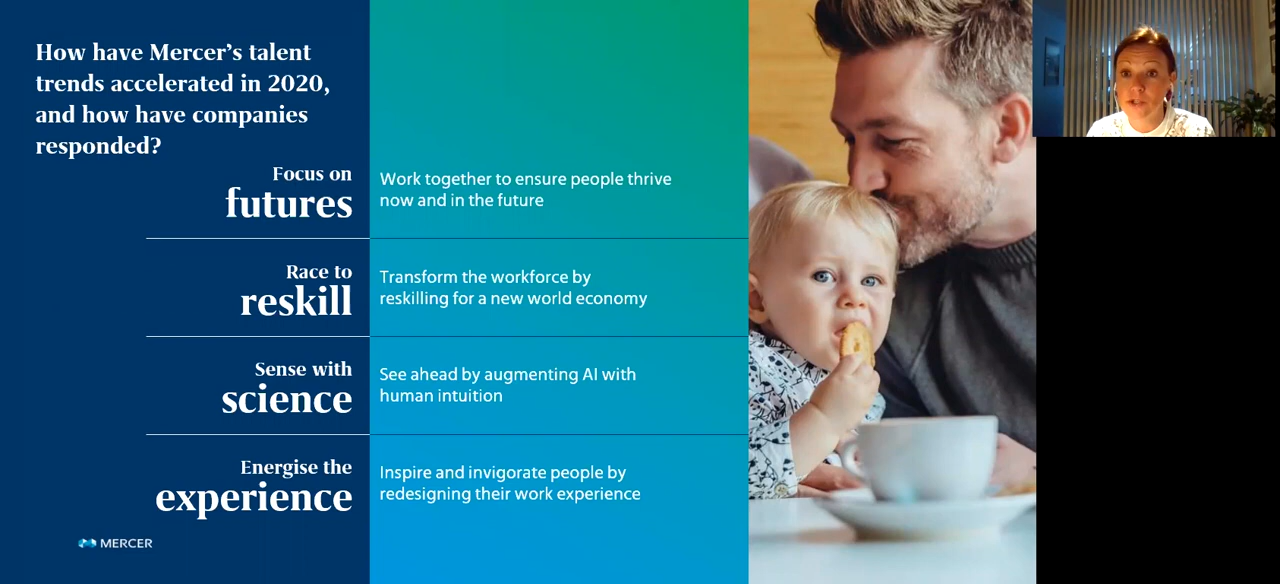 How have Mercer’s talent
trends accelerated in 2020,
and how have companies
responded?
Focus on
futures
Work together to ensure people thrive
now and in the future
Race to
reskill
Transform the workforce by
reskilling for a new world economy
Sense with
science
See ahead by augmenting AI with
human intuition
Energise the
experience
Inspire and invigorate people by
redesigning their work experience
MERCER